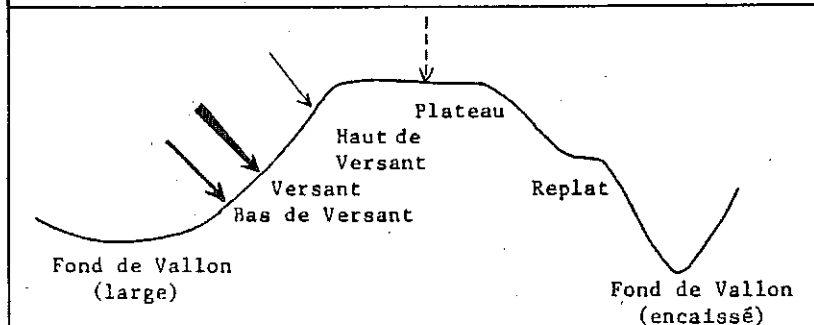 Plateau
Haut de
Versant
Versant
Bas de Versant
Replat
Fond de Vallon
(large)
Fond de Vallon
(encaissé)